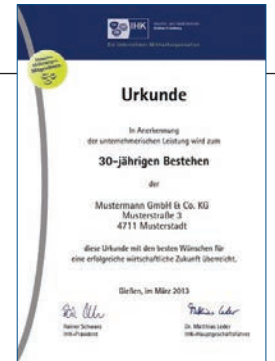 IHK
Urkunde
In Anerkennung
der unternehmerischen Leistung wird zum
30-jährigen Bestehen
der
Mustermann GmbH & Co. KG
Musterstraße 3
4711 Musterstadt
diese Urkunde mit den besten Wünschen für
eine erfolgreiche wirtschaftliche Zukunft überreicht.
Gießen, im März 2013
Rainer Schwarz
IHK-Präsident
Dr. Matthias Leder
IHK-Hauptgeschäftsführer